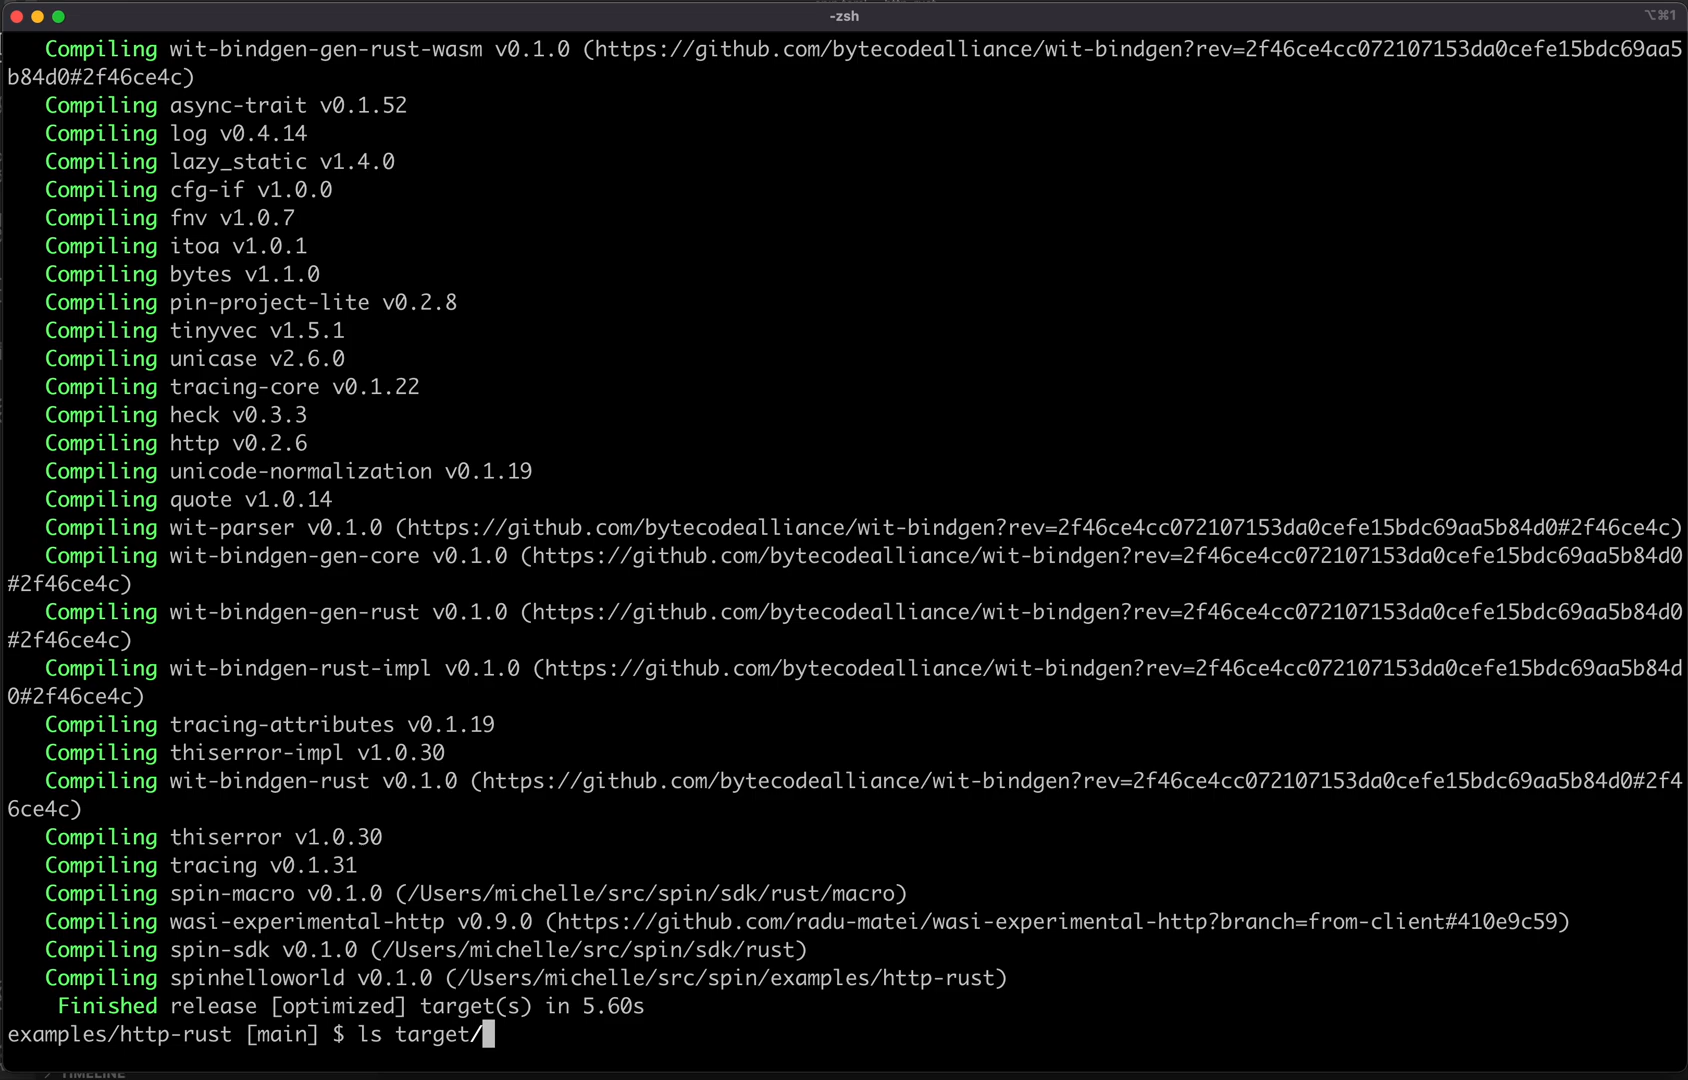 -zsh
⌥⌘1
Compiling wit-bindgen-gen-rust-wasm v0.1.0 (https://github.com/bytecodealliance/wit-bindgen?rev=2f46ce4cc072107153da0cefe15bdc69aa5
b84d0#2f46ce4c)
Compiling async-trait v0.1.52
Compiling log v0.4.14
Compiling lazy_static v1.4.0
Compiling cfg-if v1.0.0
Compiling fnv v1.0.7
Compiling itoa v1.0.1
Compiling bytes v1.1.0
Compiling pin-project-lite v0.2.8
Compiling tinyvec v1.5.1
Compiling unicase v2.6.0
Compiling tracing-core v0.1.22
Compiling heck v0.3.3
Compiling http v0.2.6
Compiling unicode-normalization v0.1.19
Compiling quote v1.0.14
Compiling wit-parser v0.1.0 (https://github.com/bytecodealliance/wit-bindgen?rev=2f46ce4cc072107153da0cefe15bdc69aa5b84d0#2f46ce4c)
Compiling wit-bindgen-gen-core v0.1.0 (https://github.com/bytecodealliance/wit-bindgen?rev=2f46ce4cc072107153da0cefe15bdc69aa5b84d0
#2f46ce4c)
Compiling wit-bindgen-gen-rust v0.1.0 (https://github.com/bytecodealliance/wit-bindgen?rev=2f46ce4cc072107153da0cefe15bdc69aa5b84d0
#2f46ce4c)
Compiling wit-bindgen-rust-impl v0.1.0 (https://github.com/bytecodealliance/wit-bindgen?rev=2f46ce4cc072107153da0cefe15bdc69aa5b84d
0#2f46ce4c)
Compiling tracing-attributes v0.1.19
Compiling thiserror-impl v1.0.30
Compiling wit-bindgen-rust v0.1.0 (https://github.com/bytecodealliance/wit-bindgen?rev=2f46ce4cc072107153da0cefe15bdc69aa5b84d0#2f4
6ce4c)
Compiling thiserror v1.0.30
Compiling tracing v0.1.31
Compiling spin-macro v0.1.0 (/Users/michelle/src/spin/sdk/rust/macro)
Compiling wasi-experimental-http v0.9.0 (https://github.com/radu-matei/wasi-experimental-http?branch=from-client#410e9c59)
Compiling spin-sdk v0.1.0 (/Users/michelle/src/spin/sdk/rust)
Compiling spinhelloworld v0.1.0 (/Users/michelle/src/spin/examples/http-rust)
Finished release [optimized] target(s) in 5.60s
examples/http-rust [main] $ ls target/
TIMELINE